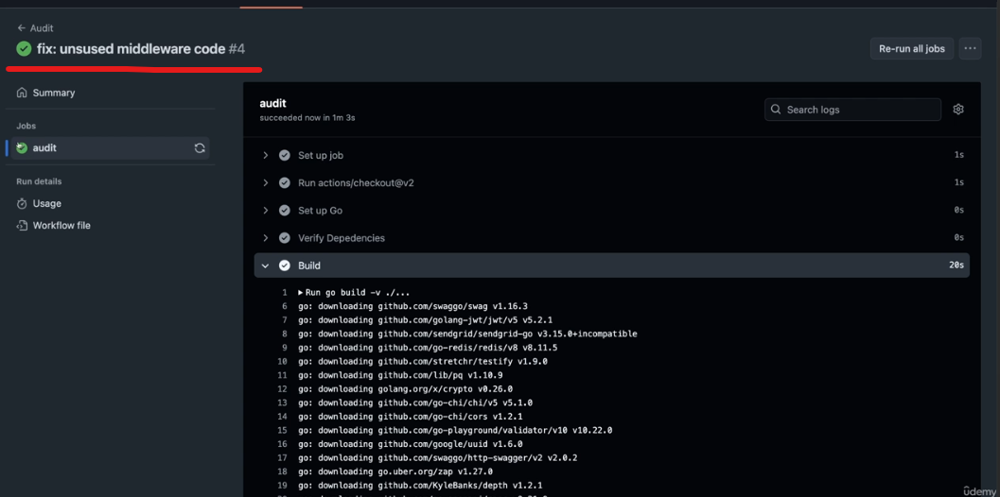 Audit
fix: unsused middleware code #4
Re-run all jobs
Summary
Jobs
audit
Run details
Usage
Workflow file
audit
succeeded now in 1m 3s
Search logs
Set up job 1s
Run actions/checkout@v2 1s
Set up Go 0s
Verify Depedencies 0s
Build 20s
1 Run go build -v ./...
6 go: downloading github.com/swaggo/swag v1.16.3
7 go: downloading github.com/golang-jwt/jwt/v5 v5.2.1
8 go: downloading github.com/sendgrid/sendgrid-go v3.15.0+incompatible
9 go: downloading github.com/go-redis/redis/v8 v8.11.5
10 go: downloading github.com/stretchr/testify v1.9.0
11 go: downloading github.com/lib/pq v1.10.9
12 go: downloading golang.org/x/crypto v0.26.0
13 go: downloading github.com/go-chi/chi/v5 v5.1.0
14 go: downloading github.com/go-chi/cors v1.2.1
15 go: downloading github.com/go-playground/validator/v10 v10.22.0
16 go: downloading github.com/google/uuid v1.6.0
17 go: downloading github.com/swaggo/http-swagger/v2 v2.0.2
18 go: downloading go.uber.org/zap v1.27.0
19 go: downloading github.com/KyleBanks/depth v1.2.1
udemy